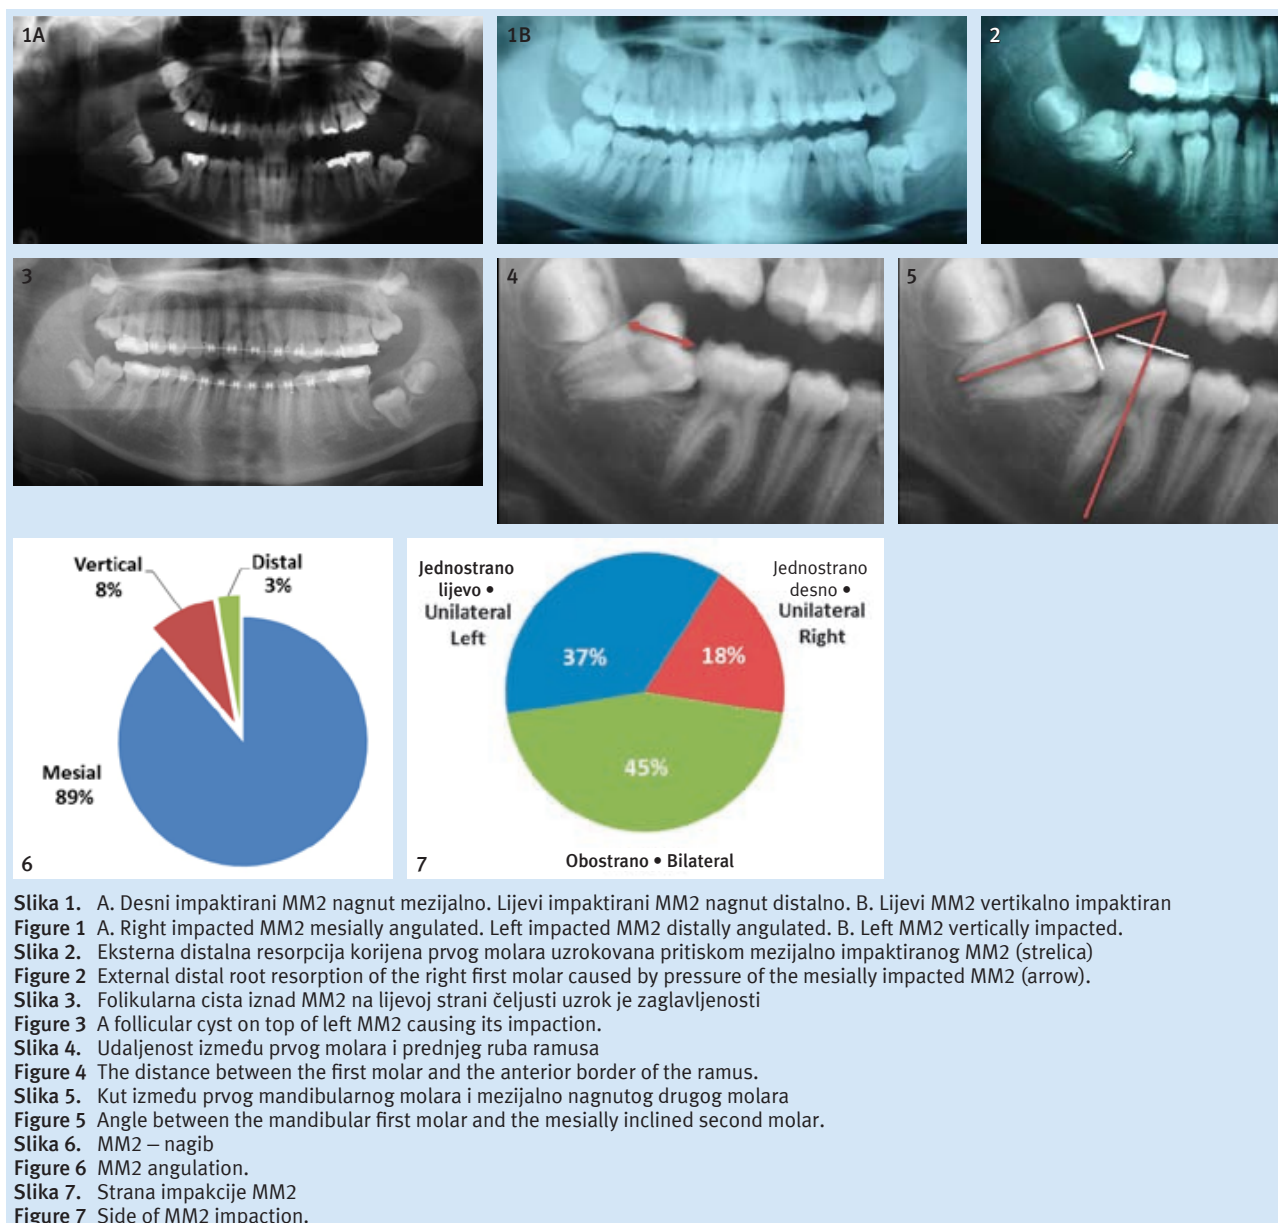 1A
1B
2
3
4
5
Vertical
8%
Distal
3%
Mesial
89%
6
Jednostrano
lijevo •
Unilateral
Left
37%
Jednostrano
desno •
Unilateral
Right
18%
45%
Obostrano • Bilateral
7
Slika 1. A. Desni impaktirani MM2 nagnut mezijalno. Lijevi impaktirani MM2 nagnut distalno. B. Lijevi MM2 vertikalno impaktiran
Figure 1 A. Right impacted MM2 mesially angulated. Left impacted MM2 distally angulated. B. Left MM2 vertically impacted.
Slika 2. Eksterna distalna resorpcija korijena prvog molara uzrokovana pritiskom mezijalno impaktiranog MM2 (strelica)
Figure 2 External distal root resorption of the right first molar caused by pressure of the mesially impacted MM2 (arrow).
Slika 3. Folikularna cista iznad MM2 na lijevoj strani čeljusti uzrok je zaglavljenosti
Figure 3 A follicular cyst on top of left MM2 causing its impaction.
Slika 4. Udaljenost između prvog molara i prednjeg ruba ramusa
Figure 4 The distance between the first molar and the anterior border of the ramus.
Slika 5. Kut između prvog mandibularnog molara i mezijalno nagnutog drugog molara
Figure 5 Angle between the mandibular first molar and the mesially inclined second molar.
Slika 6. MM2 – nagib
Figure 6 MM2 angulation.
Slika 7. Strana impakcije MM2
Figure 7 Side of MM2 impaction.